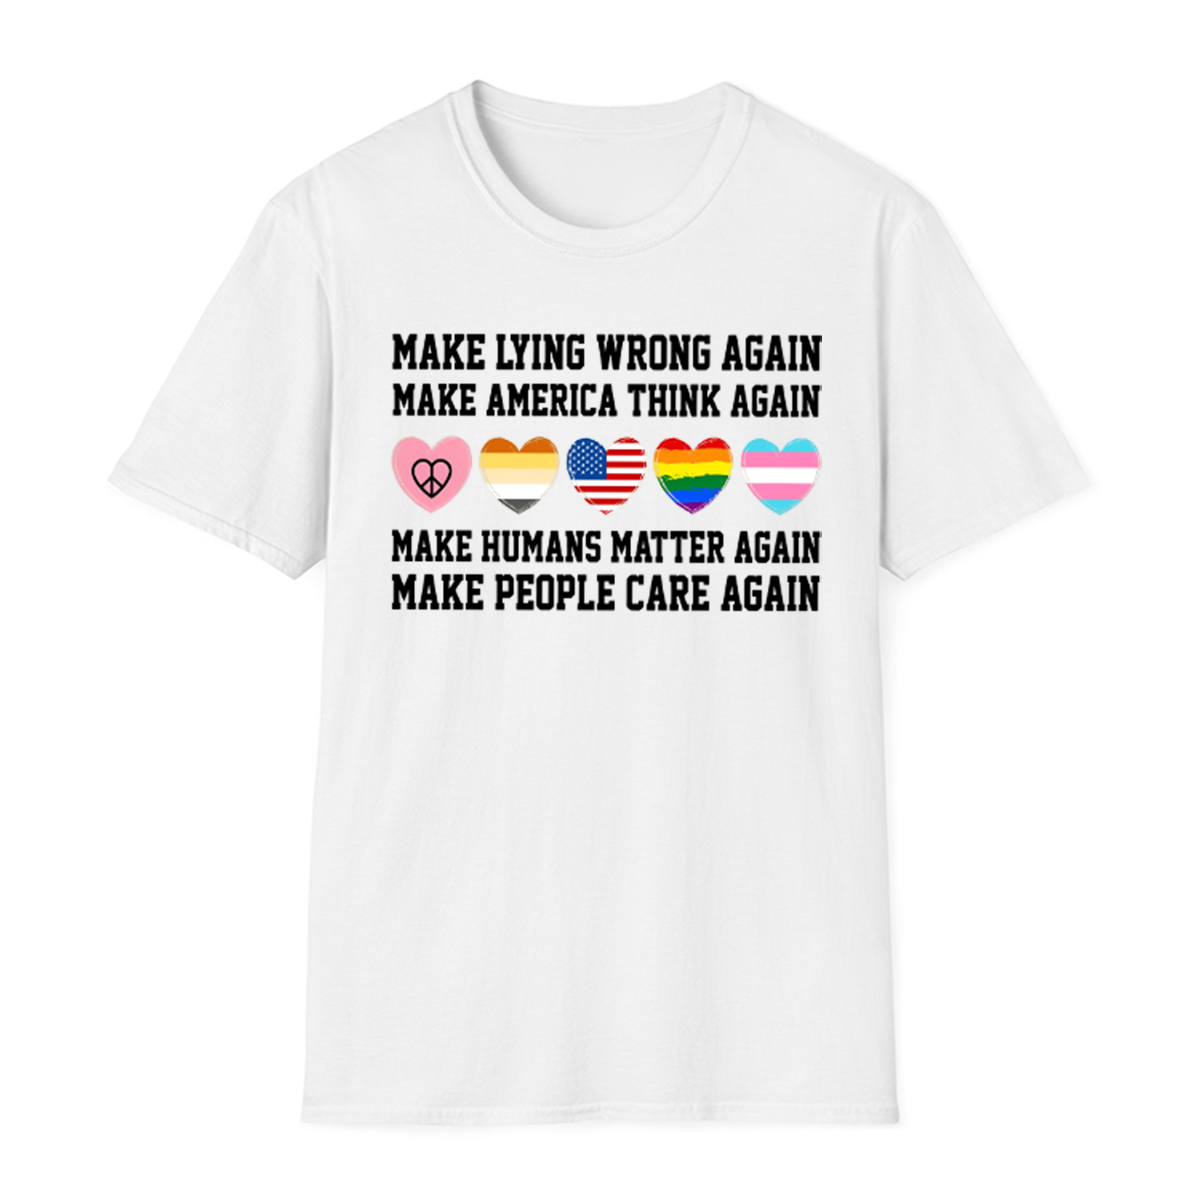 MAKE LYING WRONG AGAIN
MAKE AMERICA THINK AGAIN
MAKE HUMANS MATTER AGAIN
MAKE PEOPLE CARE AGAIN